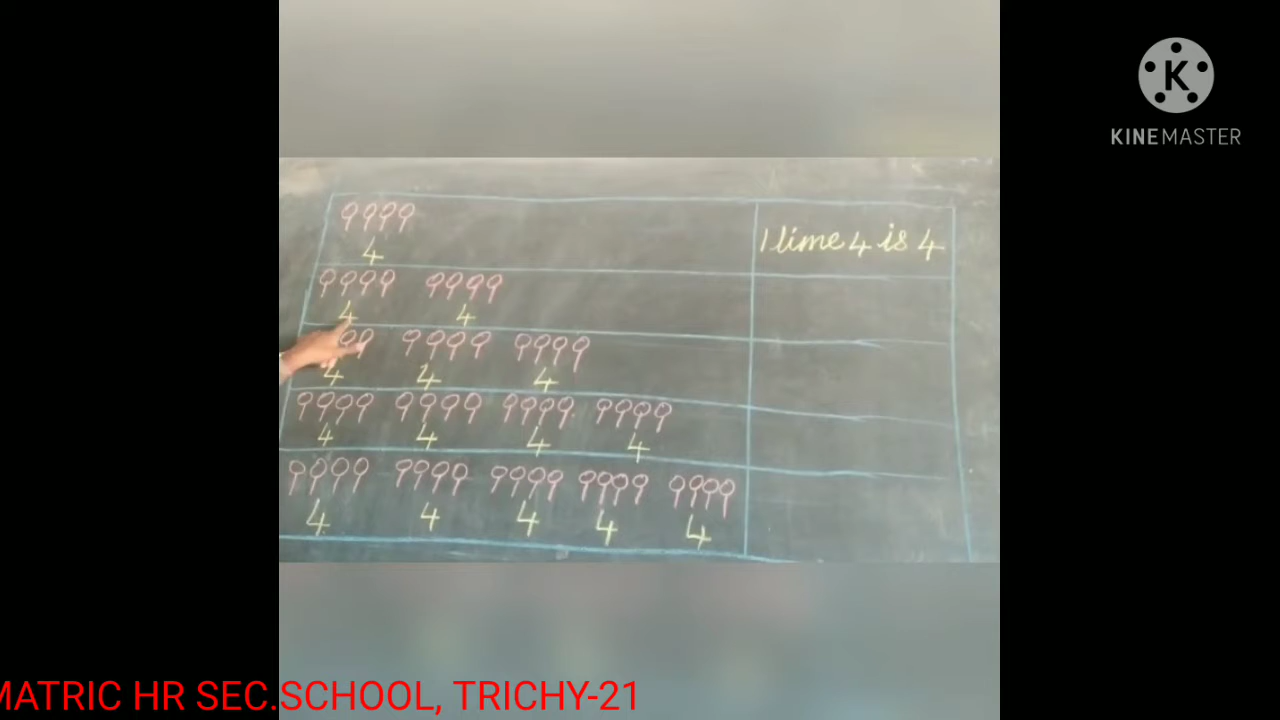 KINEMASTER
4
1 time 4 is 4
4 4
4 4 4
4 4 4 4
4 4 4 4 4
MATRIC HR SEC.SCHOOL, TRICHY-21